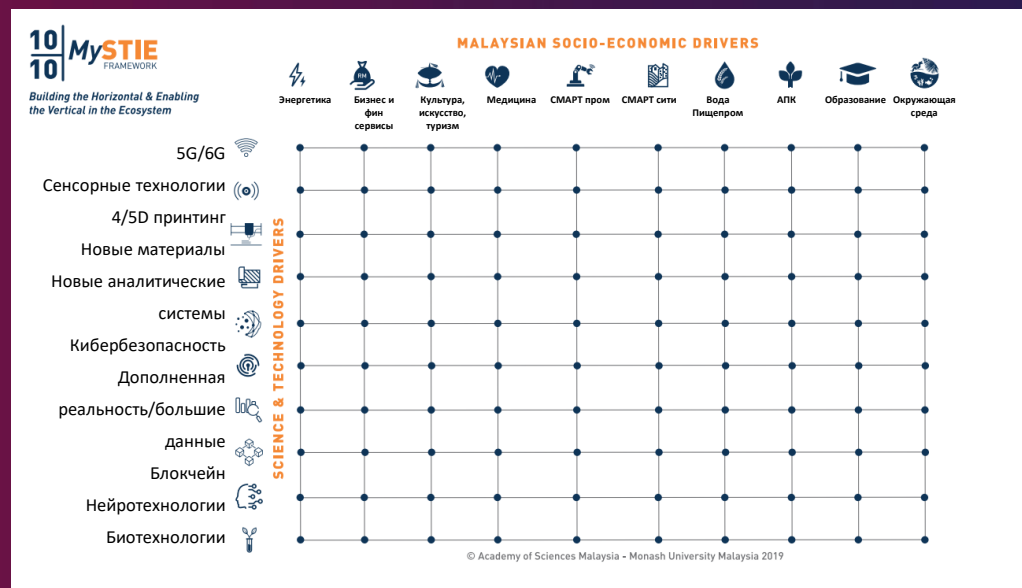 10
10
MySTIE
FRAMEWORK
Building the Horizontal & Enabling
the Vertical in the Ecosystem
MALAYSIAN SOCIO-ECONOMIC DRIVERS
RM
Энергетика
Бизнес и
фин
сервисы
Культура,
искусство,
туризм
Медицина
СМАРТ пром
СМАРТ сити
Вода
Пищепром
АПК
Образование
Окружающая
среда
SCIENCE & TECHNOLOGY DRIVERS
5G/6G
Сенсорные технологии
4/5D принтинг
Новые материалы
Новые аналитические
системы
Кибербезопасность
Дополненная
реальность/большие
данные
Блокчейн
Нейротехнологии
Биотехнологии
© Academy of Sciences Malaysia - Monash University Malaysia 2019